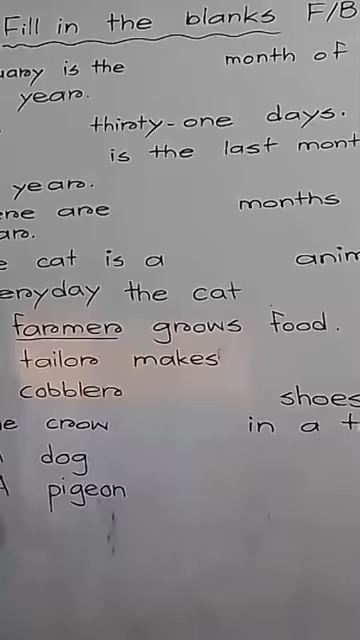 Fill in the blanks F/B
uary is the month of
year.
thirty-one days.
is the last mont
year.
ere are months
ar.
e cat is a anim
eryday the cat
farmer grows food.
tailor makes
cobbler shoes
e crow in a t
dog
A pigeon